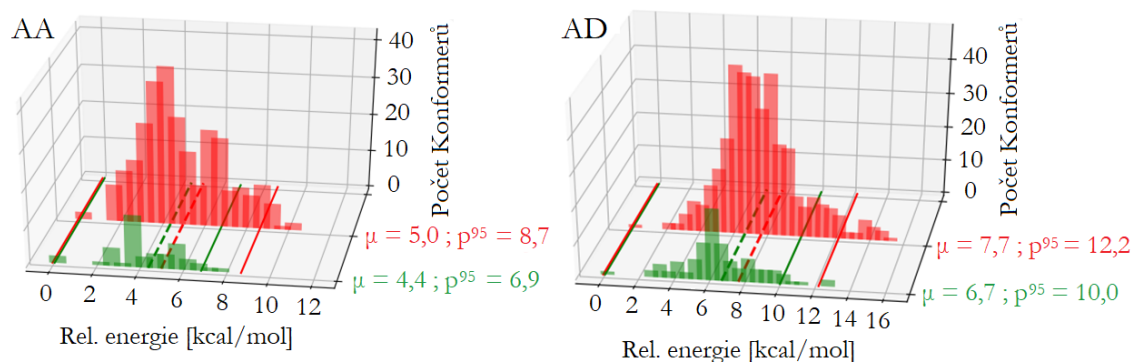 AA
40
30
20
10
0
Počet Konformerů
μ = 5,0 ; p95 = 8,7
μ = 4,4 ; p95 = 6,9
0 2 4 6 8 10 12
Rel. energie [kcal/mol]
AD
40
30
20
10
0
Počet Konformerů
μ = 7,7 ; p95 = 12,2
μ = 6,7 ; p95 = 10,0
0 2 4 6 8 10 12 14 16
Rel. energie [kcal/mol]